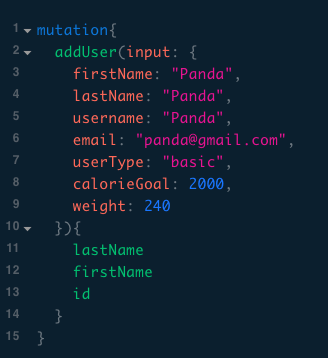 1 mutation{
2 addUser(input: {
3 firstName: "Panda",
4 lastName: "Panda",
5 username: "Panda",
6 email: "panda@gmail.com",
7 userType: "basic",
8 calorieGoal: 2000,
9 weight: 240
10 }){
11 lastName
12 firstName
13 id
14 }
15 }